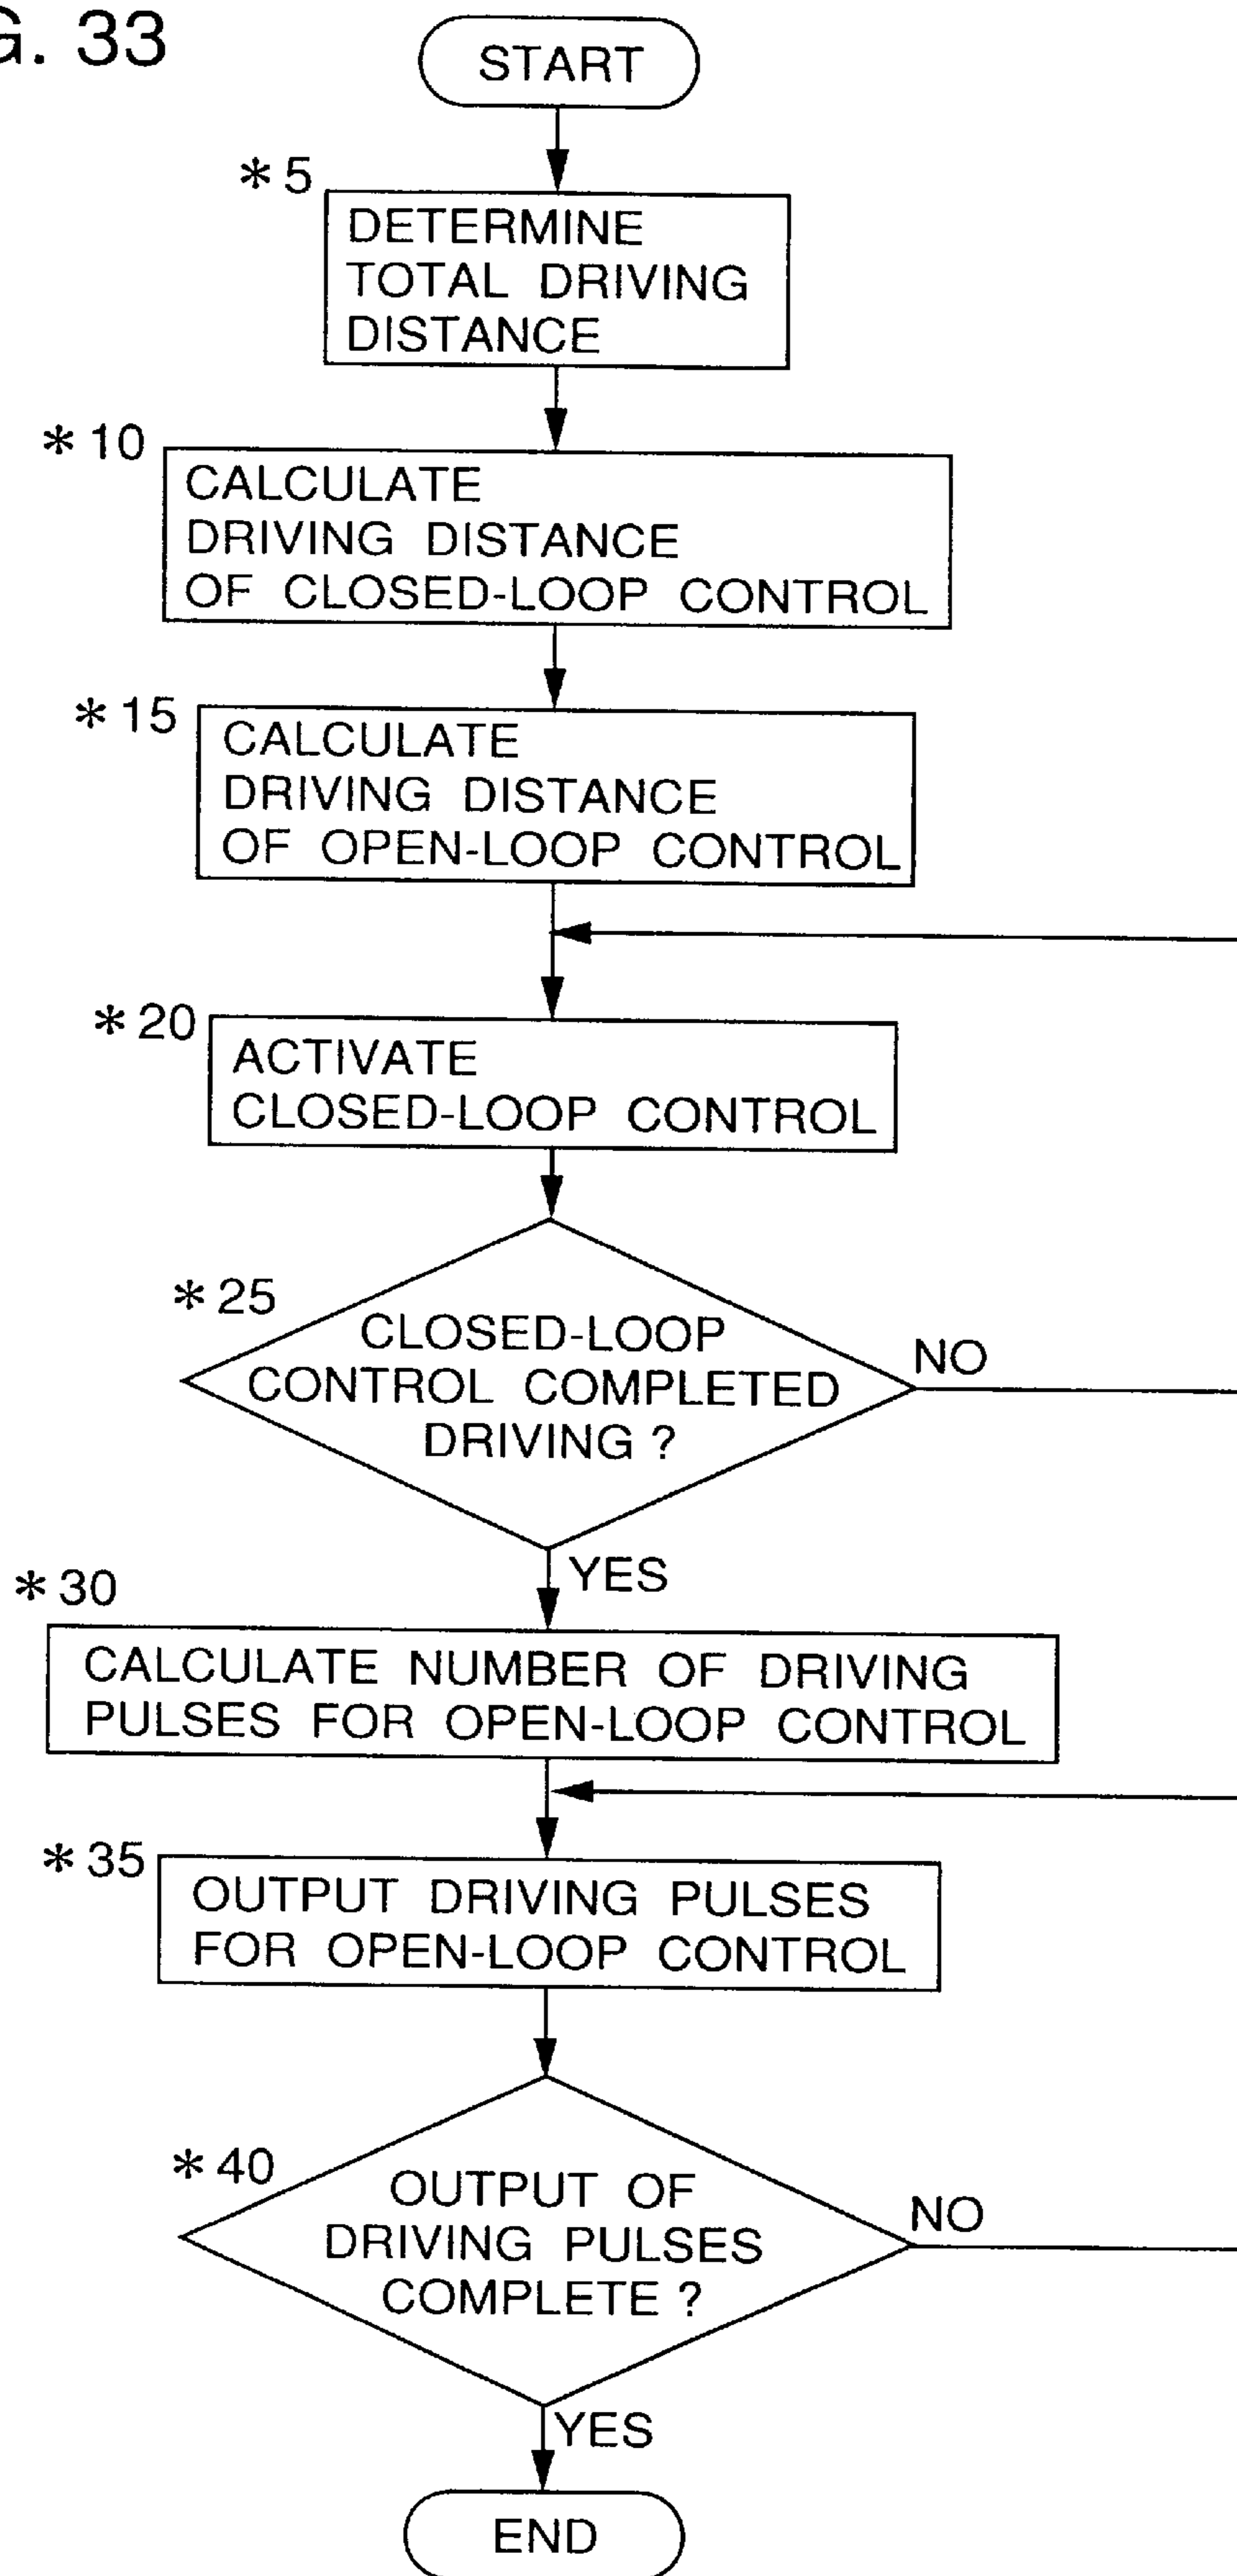 G. 33
START
*5
DETERMINE
TOTAL DRIVING
DISTANCE
*10
CALCULATE
DRIVING DISTANCE
OF CLOSED-LOOP CONTROL
*15
CALCULATE
DRIVING DISTANCE
OF OPEN-LOOP CONTROL
*20
ACTIVATE
CLOSED-LOOP CONTROL
*25
CLOSED-LOOP
CONTROL COMPLETED
DRIVING ?
NO
YES
*30
CALCULATE NUMBER OF DRIVING
PULSES FOR OPEN-LOOP CONTROL
*35
OUTPUT DRIVING PULSES
FOR OPEN-LOOP CONTROL
*40
OUTPUT OF
DRIVING PULSES
COMPLETE ?
NO
YES
END